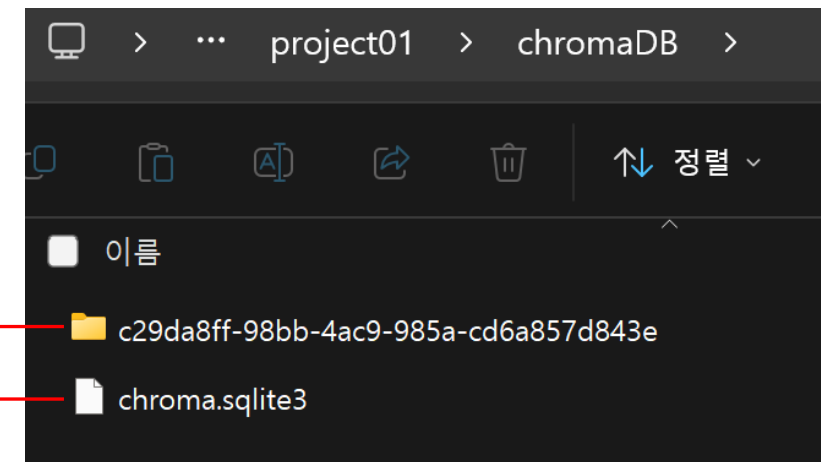 … project01 > chromaDB >
정렬
이름
c29da8ff-98bb-4ac9-985a-cd6a857d843e
chroma.sqlite3